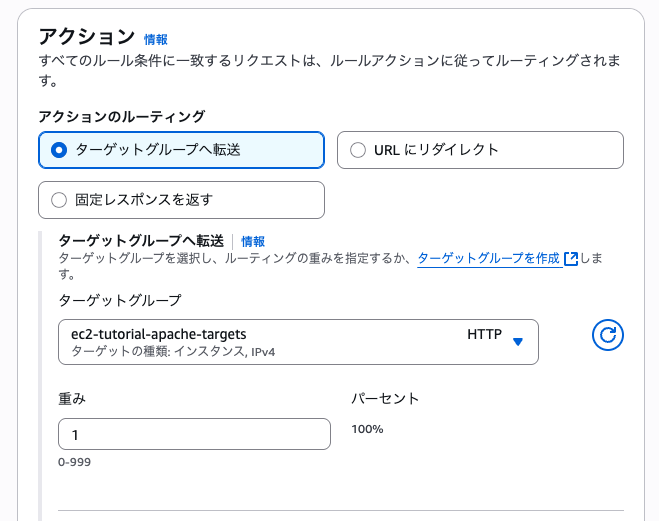 アクション 情報
すべてのルール条件に一致するリクエストは、ルールアクションに従ってルーティングされま
す。
アクションのルーティング
ターゲットグループへ転送
URL にリダイレクト
固定レスポンスを返す
ターゲットグループへ転送 情報
ターゲットグループを選択し、ルーティングの重みを指定するか、ターゲットグループを作成 しま
す。
ターゲットグループ
ec2-tutorial-apache-targets HTTP
ターゲットの種類: インスタンス, IPv4
重み パーセント
1 100%
0-999